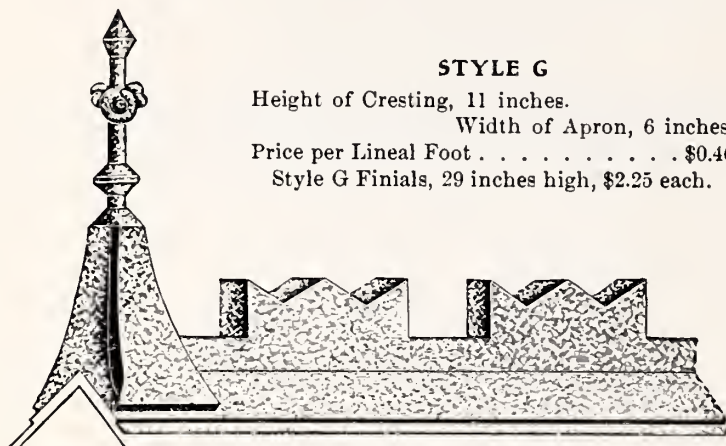 STYLE G
Height of Cresting, 11 inches.
Width of Apron, 6 inches
Price per Lineal Foot . . . . . . . . . . $0.40
Style G Finials, 29 inches high, $2.25 each.